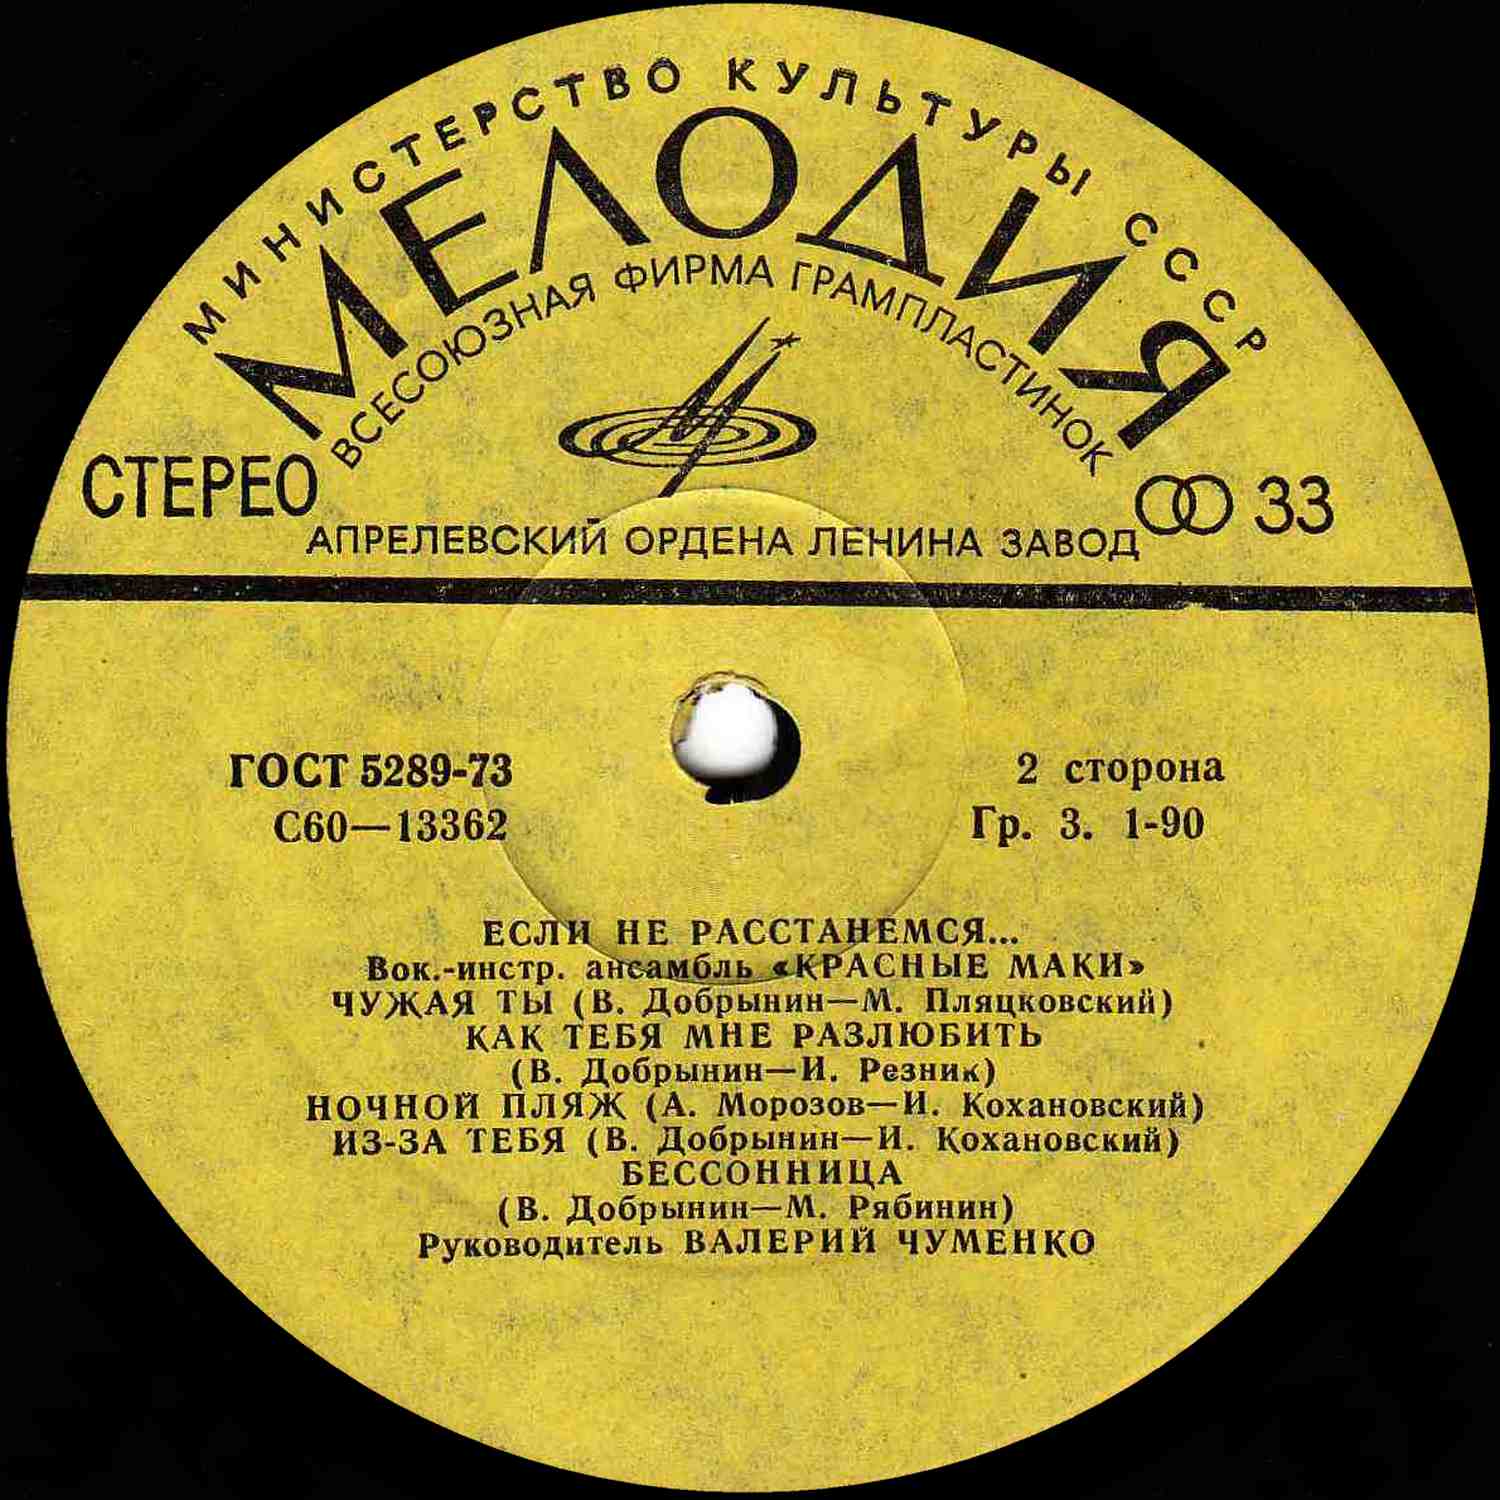 МИНИСТЕРСТВО КУЛЬТУРЫ СССР
МЕЛОДИЯ
ВСЕСОЮЗНАЯ ФИРМА ГРАМПЛАСТИНОК
СТЕРЕО
33
АПРЕЛЕВСКИЙ ОРДЕНА ЛЕНИНА ЗАВОД
ГОСТ 5289-73
2 сторона
С60—13362
Гр. 3. 1-90
ЕСЛИ НЕ РАССТАНЕМСЯ...
Вок.-инстр. ансамбль «КРАСНЫЕ МАКИ»
ЧУЖАЯ ТЫ (В. Добрынин—М. Пляцковский)
КАК ТЕБЯ МНЕ РАЗЛЮБИТЬ
(В. Добрынин—И. Резник)
НОЧНОЙ ПЛЯЖ (А. Морозов—И. Кохановский)
ИЗ-ЗА ТЕБЯ (В. Добрынин—И. Кохановский)
БЕССОННИЦА
(В. Добрынин—М. Рябинин)
Руководитель ВАЛЕРИЙ ЧУМЕНКО